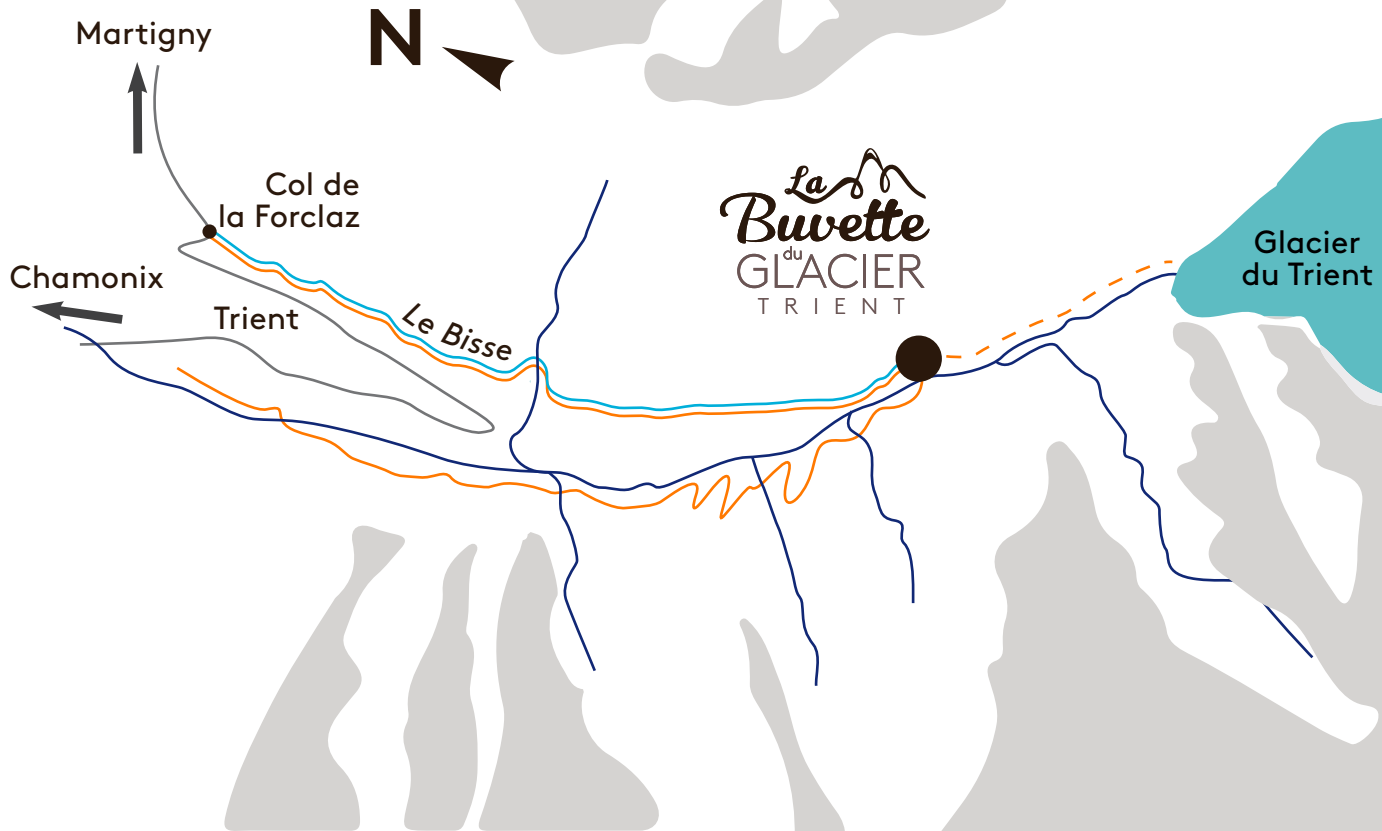 Martigny
N
Col de
la Forclaz
Chamonix
Trient
Le Bisse
La
Buvette
du
GLACIER
TRIENT
Glacier
du Trient